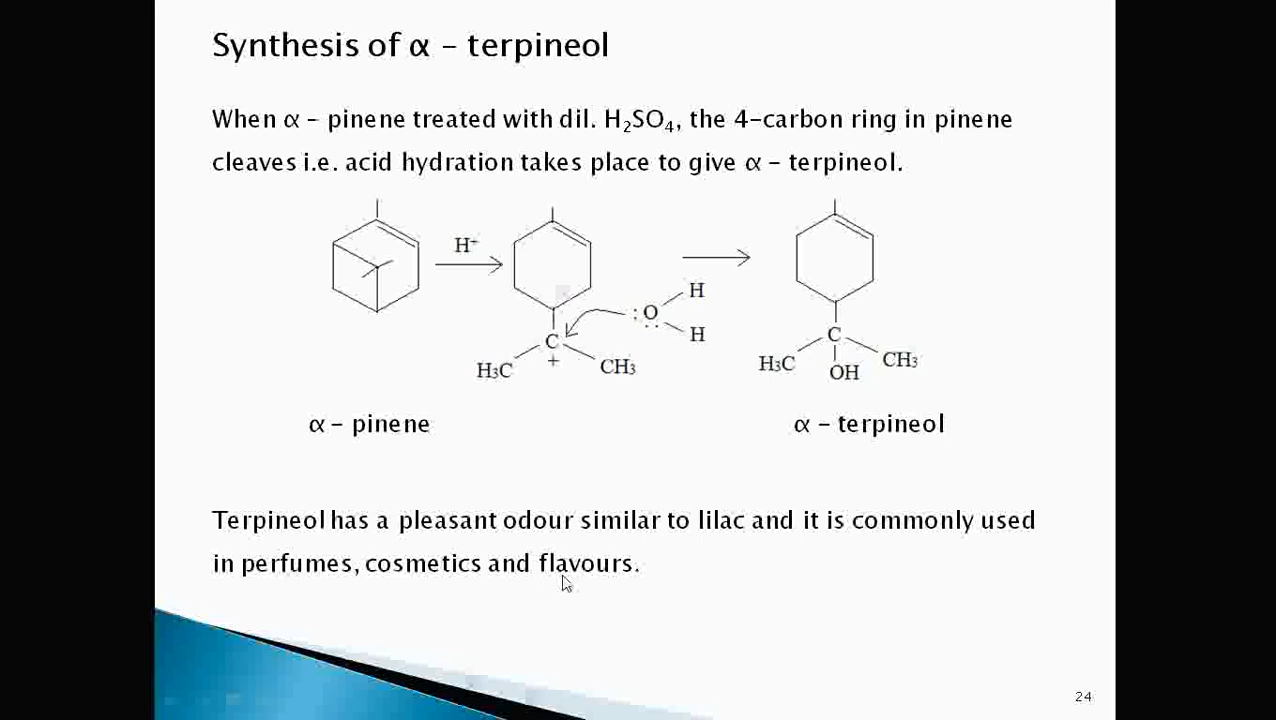 Synthesis of α – terpineol
When α – pinene treated with dil. H₂SO₄, the 4-carbon ring in pinene
cleaves i.e. acid hydration takes place to give α – terpineol.
H⁺
H
:O
H
C
+
H₃C
CH₃
C
H₃C
CH₃
OH
α – pinene
α – terpineol
Terpineol has a pleasant odour similar to lilac and it is commonly used
in perfumes, cosmetics and flavours.
24